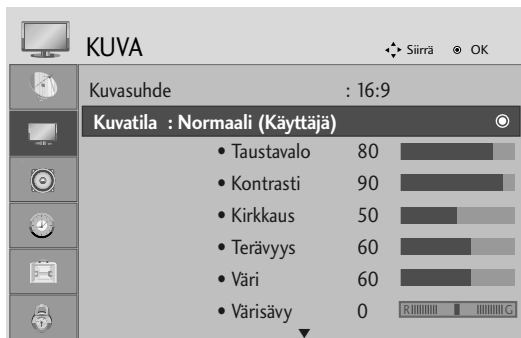 KUVA Siirrä OK
Kuvasuhde : 16:9
Kuvatila : Normaali (Käyttäjä)
• Taustavalo 80
• Kontrasti 90
• Kirkkaus 50
• Terävyys 60
• Väri 60
• Värisävy 0 R G